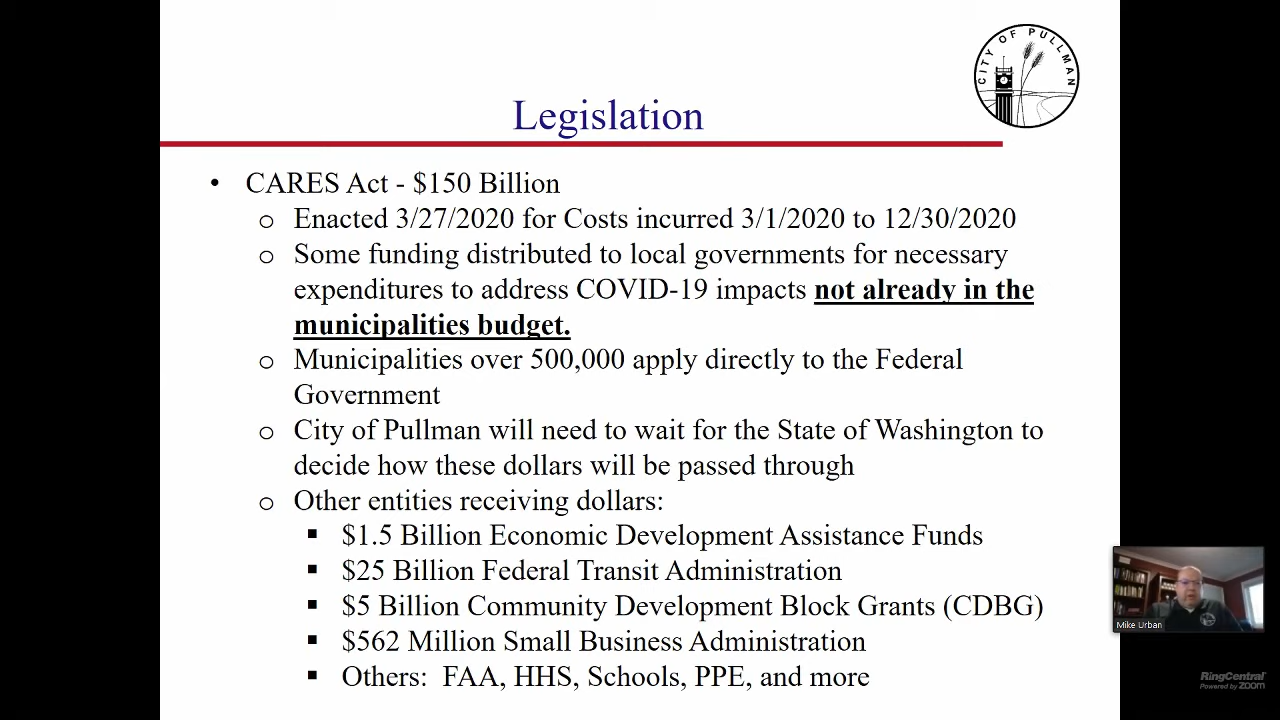 CITY OF PULLMAN
Legislation
• CARES Act - $150 Billion
o Enacted 3/27/2020 for Costs incurred 3/1/2020 to 12/30/2020
o Some funding distributed to local governments for necessary
expenditures to address COVID-19 impacts not already in the
municipalities budget.
o Municipalities over 500,000 apply directly to the Federal
Government
o City of Pullman will need to wait for the State of Washington to
decide how these dollars will be passed through
o Other entities receiving dollars:
▪ $1.5 Billion Economic Development Assistance Funds
▪ $25 Billion Federal Transit Administration
▪ $5 Billion Community Development Block Grants (CDBG)
▪ $562 Million Small Business Administration
▪ Others: FAA, HHS, Schools, PPE, and more
Mike Urban
RingCentral
Powered by zoom